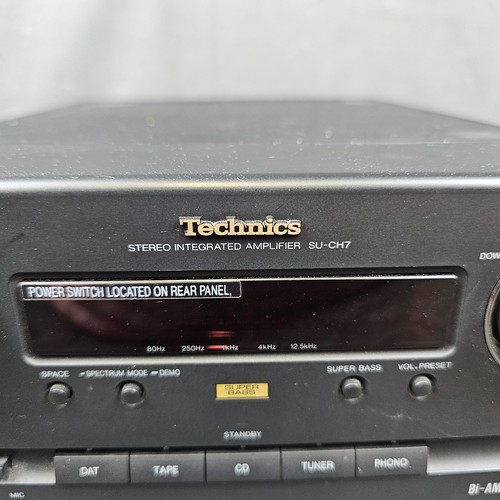 Technics
STEREO INTEGRATED AMPLIFIER SU-CH7
POWER SWITCH LOCATED ON REAR PANEL,
60Hz 250Hz 1kHz 4kHz 12.5kHz
SPACE SPECTRUM MODE DEMO SUPER BASS VOL. PRESET
SUPER
BASS
STANDBY
DAT TAPE CD TUNER PHONO
MIC